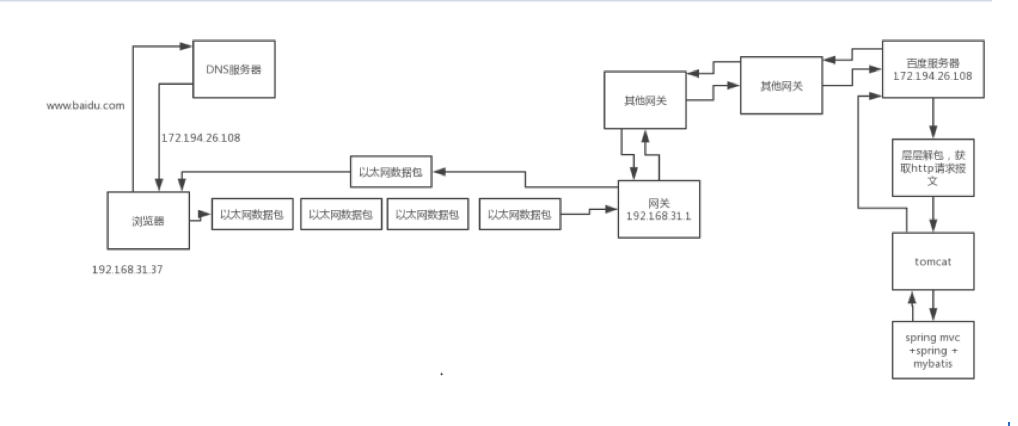 DNS服务器
www.baidu.com
172.194.26.108
浏览器
192.168.31.37
以太网数据包
以太网数据包
以太网数据包
以太网数据包
以太网数据包
网关
192.168.31.1
其他网关
其他网关
百度服务器
172.194.26.108
层层解包，获
取http请求报
文
tomcat
spring mvc
+spring +
mybatis